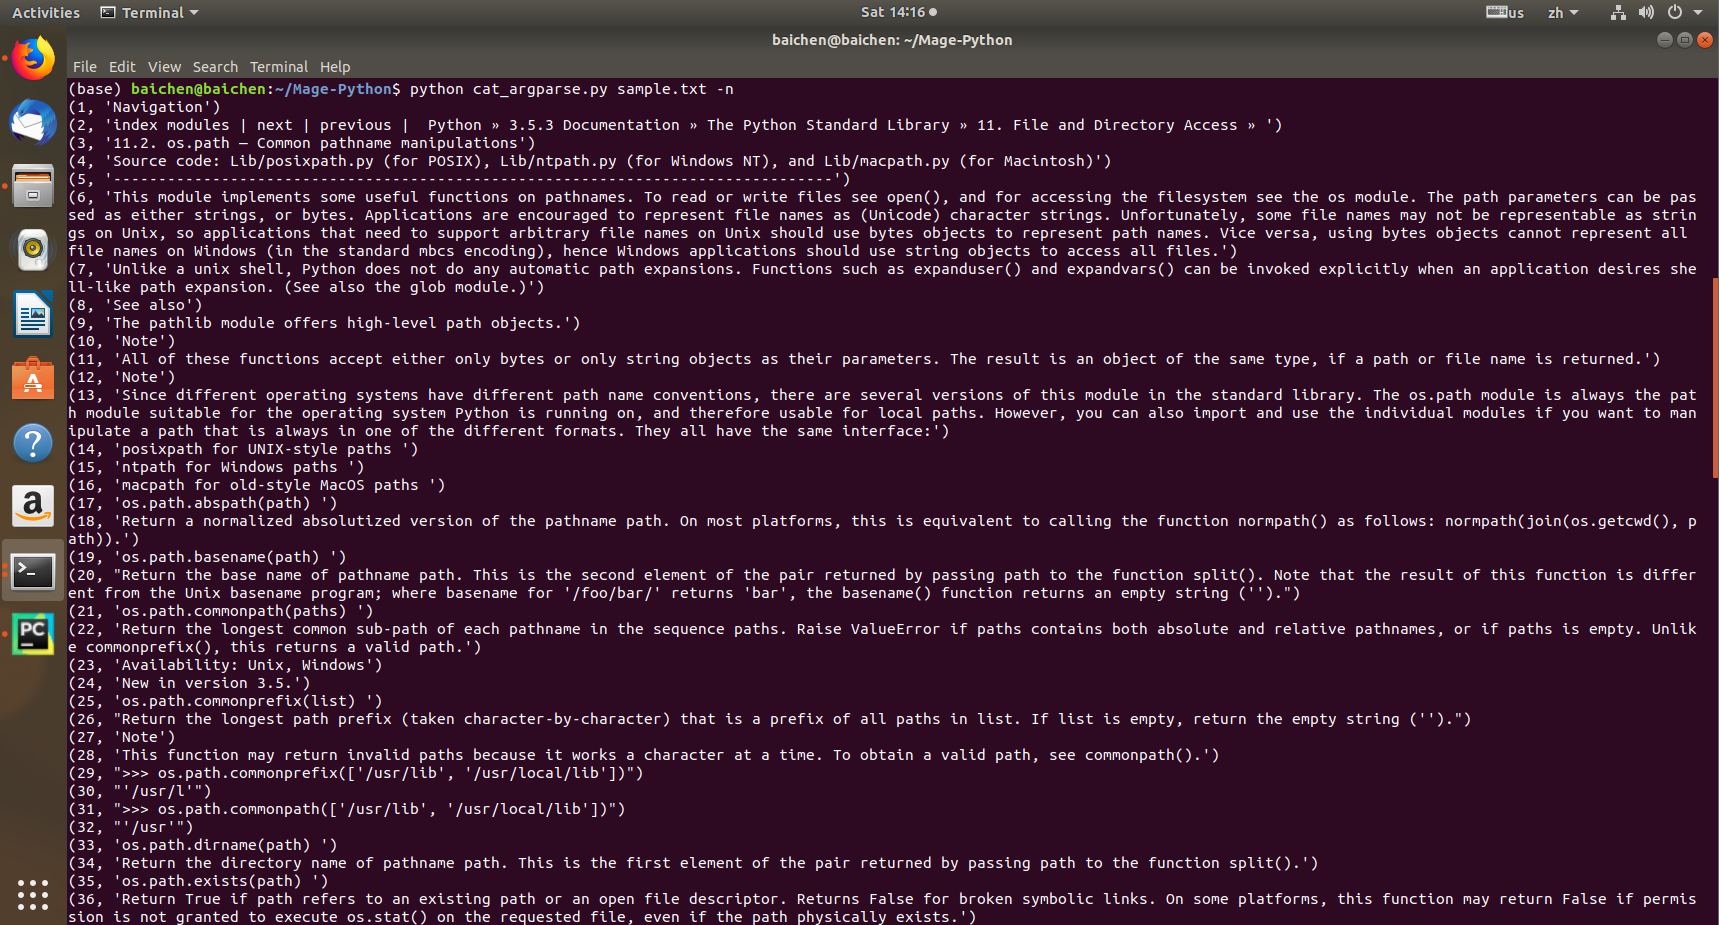 Activities Terminal Sat 14:16 us zh
baichen@baichen: ~/Mage-Python
File Edit View Search Terminal Help
(base) baichen@baichen:~/Mage-Python$ python cat_argparse.py sample.txt -n
(1, 'Navigation')
(2, 'index modules | next | previous |  Python » 3.5.3 Documentation » The Python Standard Library » 11. File and Directory Access » ')
(3, '11.2. os.path — Common pathname manipulations')
(4, 'Source code: Lib/posixpath.py (for POSIX), Lib/ntpath.py (for Windows NT), and Lib/macpath.py (for Macintosh)')
(5, '--------------------------------------------------------------------------------')
(6, 'This module implements some useful functions on pathnames. To read or write files see open(), and for accessing the filesystem see the os module. The path parameters can be pas
sed as either strings, or bytes. Applications are encouraged to represent file names as (Unicode) character strings. Unfortunately, some file names may not be representable as strin
gs on Unix, so applications that need to support arbitrary file names on Unix should use bytes objects to represent path names. Vice versa, using bytes objects cannot represent all
file names on Windows (in the standard mbcs encoding), hence Windows applications should use string objects to access all files.')
(7, 'Unlike a unix shell, Python does not do any automatic path expansions. Functions such as expanduser() and expandvars() can be invoked explicitly when an application desires she
ll-like path expansion. (See also the glob module.)')
(8, 'See also')
(9, 'The pathlib module offers high-level path objects.')
(10, 'Note')
(11, 'All of these functions accept either only bytes or only string objects as their parameters. The result is an object of the same type, if a path or file name is returned.')
(12, 'Note')
(13, 'Since different operating systems have different path name conventions, there are several versions of this module in the standard library. The os.path module is always the pat
h module suitable for the operating system Python is running on, and therefore usable for local paths. However, you can also import and use the individual modules if you want to man
ipulate a path that is always in one of the different formats. They all have the same interface:')
(14, 'posixpath for UNIX-style paths ')
(15, 'ntpath for Windows paths ')
(16, 'macpath for old-style MacOS paths ')
(17, 'os.path.abspath(path) ')
(18, 'Return a normalized absolutized version of the pathname path. On most platforms, this is equivalent to calling the function normpath() as follows: normpath(join(os.getcwd(), p
ath)).')
(19, 'os.path.basename(path) ')
(20, "Return the base name of pathname path. This is the second element of the pair returned by passing path to the function split(). Note that the result of this function is differ
ent from the Unix basename program; where basename for '/foo/bar/' returns 'bar', the basename() function returns an empty string ('').")
(21, 'os.path.commonpath(paths) ')
(22, 'Return the longest common sub-path of each pathname in the sequence paths. Raise ValueError if paths contains both absolute and relative pathnames, or if paths is empty. Unlik
e commonprefix(), this returns a valid path.')
(23, 'Availability: Unix, Windows')
(24, 'New in version 3.5.')
(25, 'os.path.commonprefix(list) ')
(26, "Return the longest path prefix (taken character-by-character) that is a prefix of all paths in list. If list is empty, return the empty string ('').")
(27, 'Note')
(28, 'This function may return invalid paths because it works a character at a time. To obtain a valid path, see commonpath().')
(29, ">>> os.path.commonprefix(['/usr/lib', '/usr/local/lib'])")
(30, "'/usr/l'")
(31, ">>> os.path.commonpath(['/usr/lib', '/usr/local/lib'])")
(32, "'/usr'")
(33, 'os.path.dirname(path) ')
(34, 'Return the directory name of pathname path. This is the first element of the pair returned by passing path to the function split().')
(35, 'os.path.exists(path) ')
(36, 'Return True if path refers to an existing path or an open file descriptor. Returns False for broken symbolic links. On some platforms, this function may return False if permis
sion is not granted to execute os.stat() on the requested file, even if the path physically exists.')